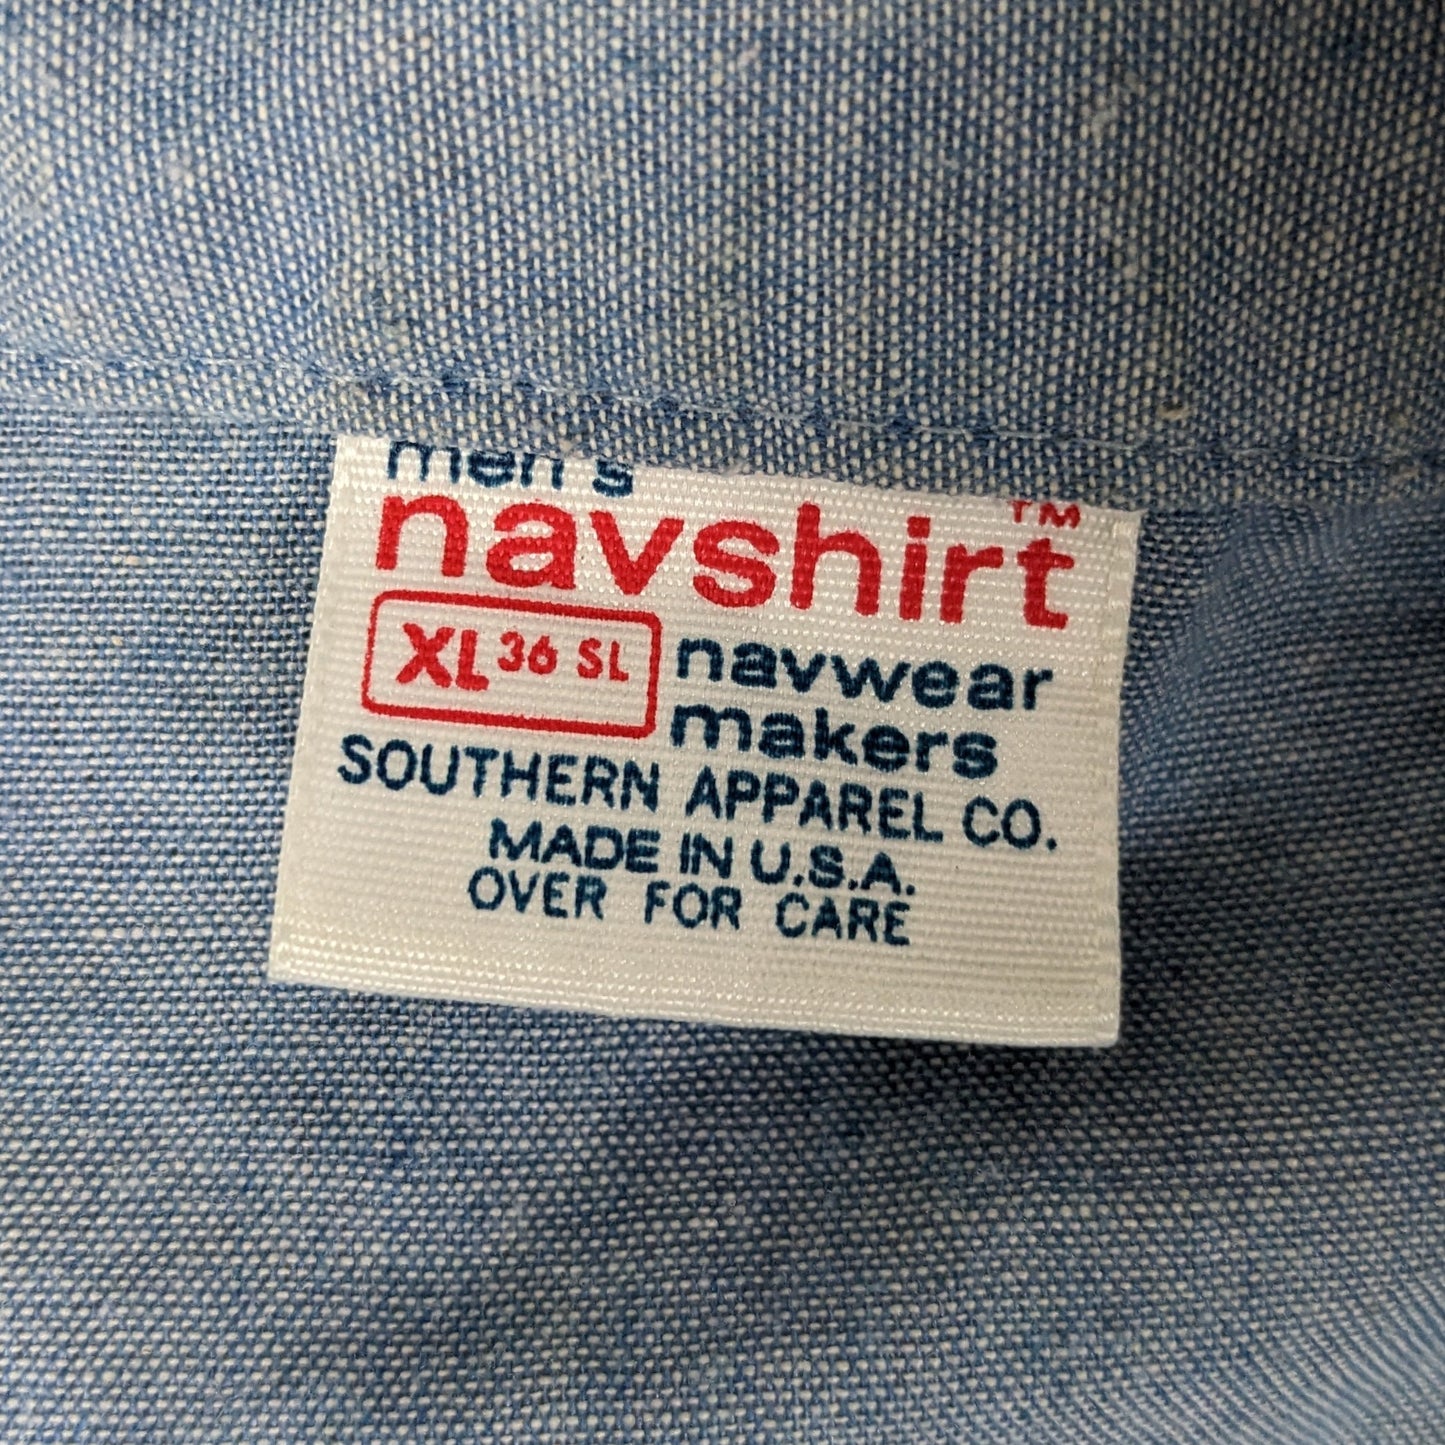 men's
navshirt™
XL 36 SL
navwear
makers
SOUTHERN APPAREL CO.
MADE IN U.S.A.
OVER FOR CARE